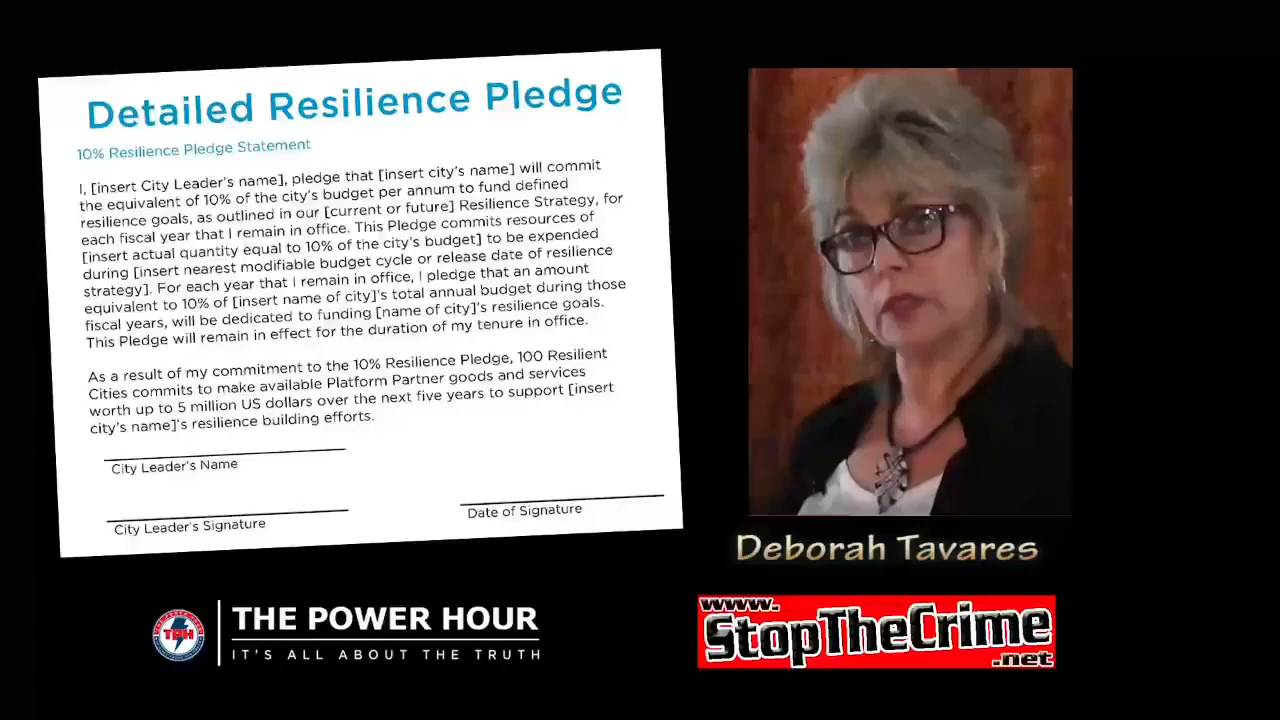 Detailed Resilience Pledge
10% Resilience Pledge Statement
I, [insert City Leader's name], pledge that [insert city's name] will commit
the equivalent of 10% of the city's budget per annum to fund defined
resilience goals, as outlined in our [current or future] Resilience Strategy, for
each fiscal year that I remain in office. This Pledge commits resources of
[insert actual quantity equal to 10% of the city's budget] to be expended
during [insert nearest modifiable budget cycle or release date of resilience
strategy]. For each year that I remain in office, I pledge that an amount
equivalent to 10% of [insert name of city]'s total annual budget during those
fiscal years, will be dedicated to funding [name of city]'s resilience goals.
This Pledge will remain in effect for the duration of my tenure in office.
As a result of my commitment to the 10% Resilience Pledge, 100 Resilient
Cities commits to make available Platform Partner goods and services
worth up to 5 million US dollars over the next five years to support [insert
city's name]'s resilience building efforts.
City Leader's Name
City Leader's Signature
Date of Signature
Deborah Tavares
TPH
THE POWER HOUR
IT'S ALL ABOUT THE TRUTH
www.
StopTheCrime
.net